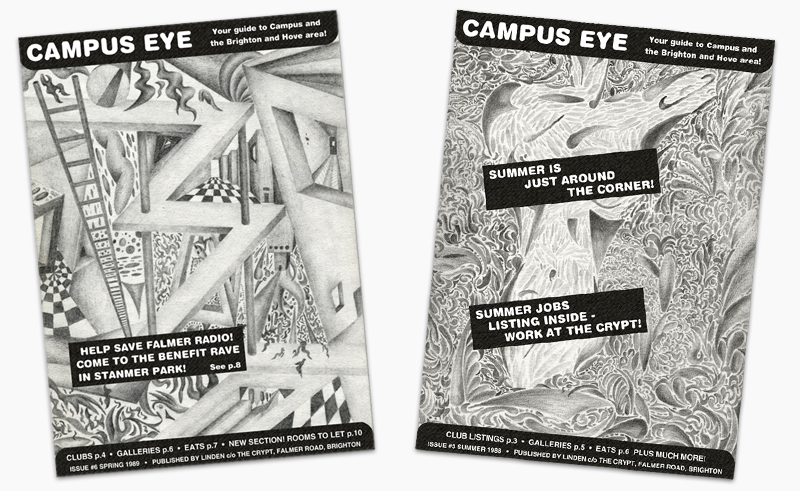 CAMPUS EYE
Your guide to Campus and
the Brighton and Hove area!
HELP SAVE FALMER RADIO!
COME TO THE BENEFIT RAVE
IN STANMER PARK! See p.8
CLUBS p.4 • GALLERIES p.6 • EATS p.7 • NEW SECTION! ROOMS TO LET p.10
ISSUE #6 SPRING 1989 • PUBLISHED BY LINDEN c/o THE CRYPT, FALMER ROAD, BRIGHTON
CAMPUS EYE
Your guide to Campus and
the Brighton and Hove area!
SUMMER IS
JUST AROUND
THE CORNER!
SUMMER JOBS
LISTING INSIDE -
WORK AT THE CRYPT!
CLUB LISTINGS p.3 • GALLERIES p.5 • EATS p.6 PLUS MUCH MORE!
ISSUE #3 SUMMER 1988 • PUBLISHED BY LINDEN c/o THE CRYPT, FALMER ROAD, BRIGHTON